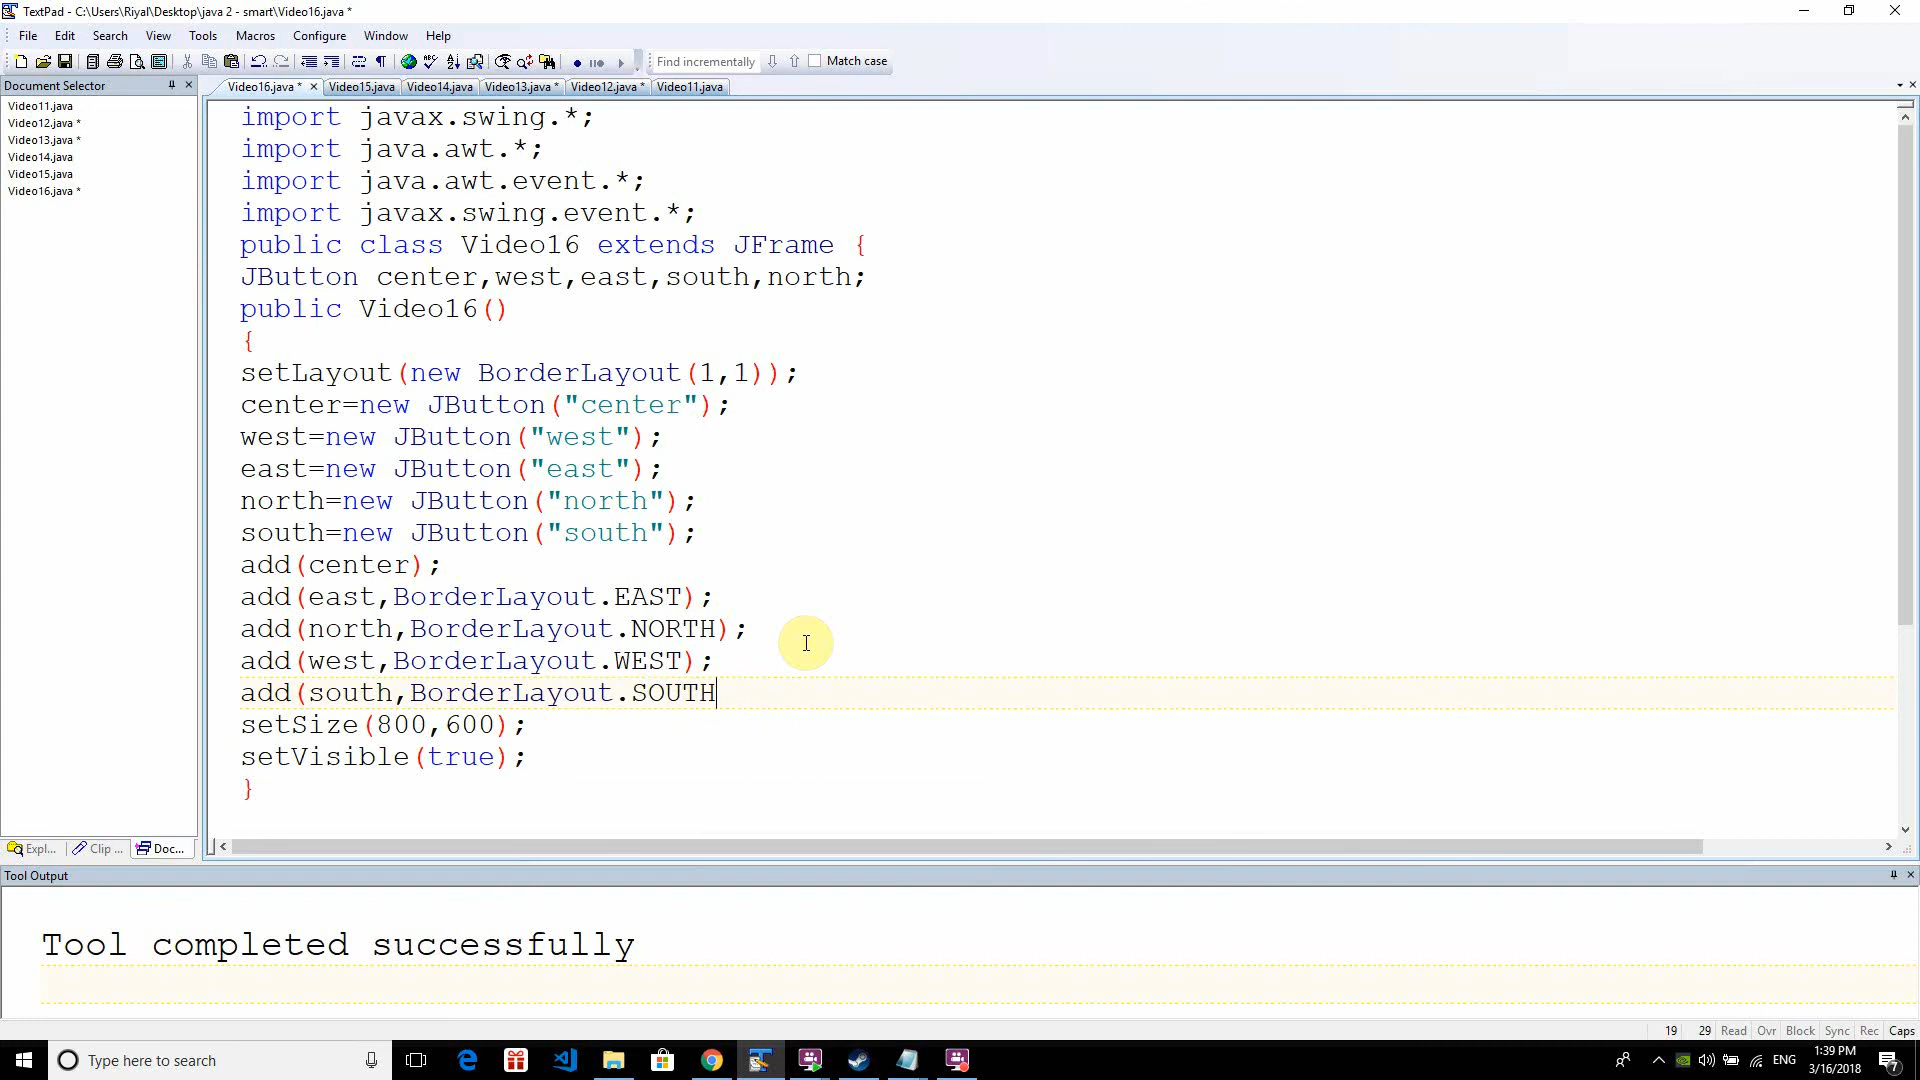 TextPad - C:\Users\Riyal\Desktop\java 2 - smart\Video16.java *
File Edit Search View Tools Macros Configure Window Help
Find incrementally Match case
Document Selector
Video16.java * Video15.java Video14.java Video13.java * Video12.java * Video11.java
Video11.java
Video12.java *
Video13.java *
Video14.java
Video15.java
Video16.java *
import javax.swing.*;
import java.awt.*;
import java.awt.event.*;
import javax.swing.event.*;
public class Video16 extends JFrame {
JButton center,west,east,south,north;
public Video16()
{
setLayout(new BorderLayout(1,1));
center=new JButton("center");
west=new JButton("west");
east=new JButton("east");
north=new JButton("north");
south=new JButton("south");
add(center);
add(east,BorderLayout.EAST);
add(north,BorderLayout.NORTH);
add(west,BorderLayout.WEST);
add(south,BorderLayout.SOUTH
setSize(800,600);
setVisible(true);
}
Expl... Clip ... Doc...
Tool Output
Tool completed successfully
19 29 Read Ovr Block Sync Rec Caps
Type here to search
ENG
1:39 PM
3/16/2018
7